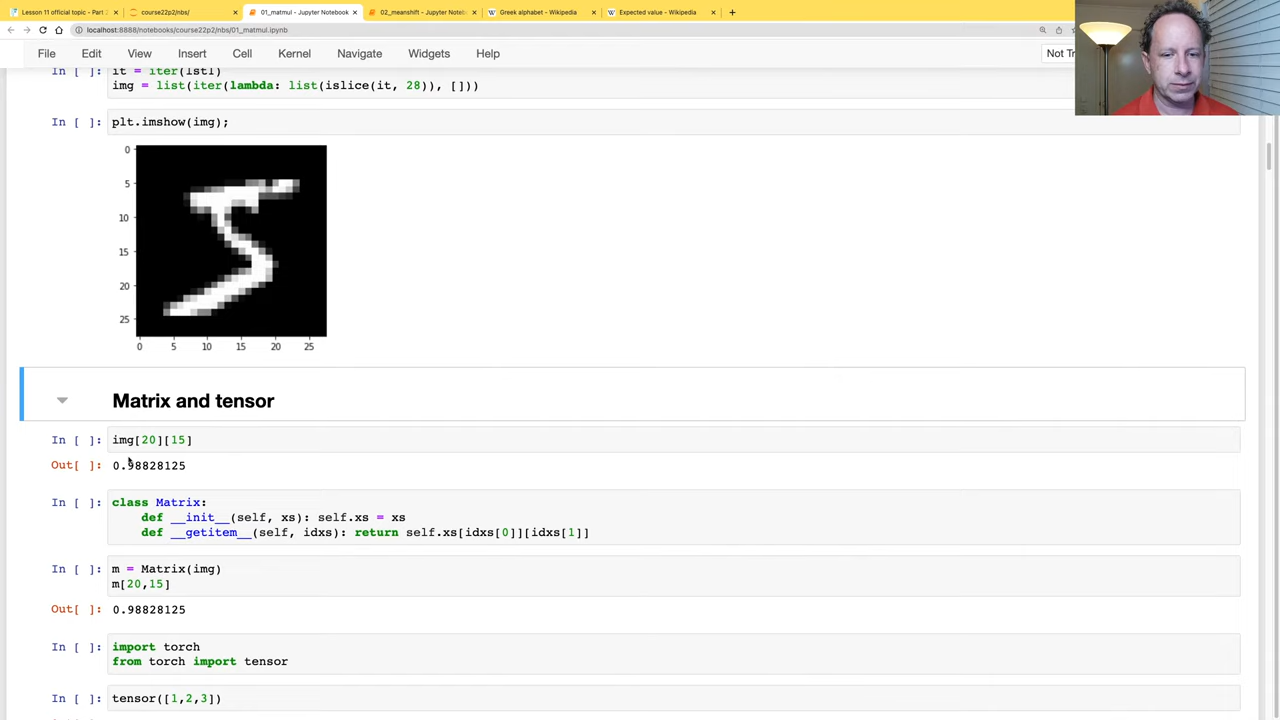 Lesson 11 official topic - Part 2
course22p2/nbs/
01_matmul - Jupyter Notebook
02_meanshift - Jupyter Note
Greek alphabet - Wikipedia
Expected value - Wikipedia
localhost:8888/notebooks/course22p2/nbs/01_matmul.ipynb
File Edit View Insert Cell Kernel Navigate Widgets Help
Not Tr
it = iter(lst1)
In [ ]: img = list(iter(lambda: list(islice(it, 28)), []))
In [ ]: plt.imshow(img);
0
5
10
15
20
25
0 5 10 15 20 25
Matrix and tensor
In [ ]: img[20][15]
Out[ ]: 0.98828125
In [ ]: class Matrix:
def __init__(self, xs): self.xs = xs
def __getitem__(self, idxs): return self.xs[idxs[0]][idxs[1]]
In [ ]: m = Matrix(img)
m[20,15]
Out[ ]: 0.98828125
In [ ]: import torch
from torch import tensor
In [ ]: tensor([1,2,3])